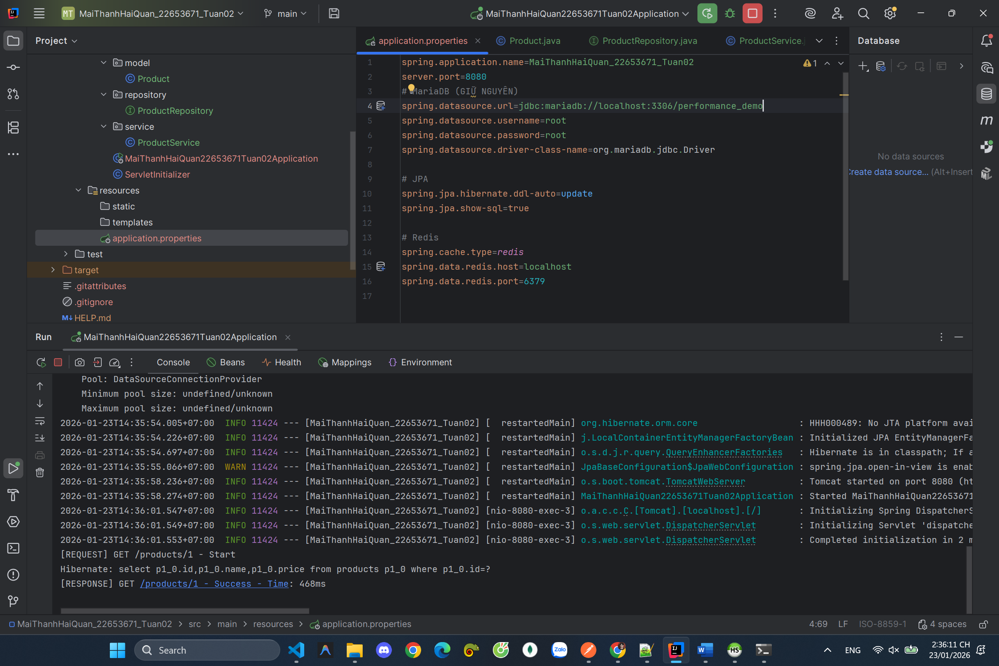 MT MaiThanhHaiQuan_22653671_Tuan02 main MaiThanhHaiQuan22653671Tuan02Application
Project
model
Product
repository
ProductRepository
service
ProductService
MaiThanhHaiQuan22653671Tuan02Application
ServletInitializer
resources
static
templates
application.properties
test
target
.gitattributes
.gitignore
HELP.md
application.properties Product.java ProductRepository.java ProductService.j
1 spring.application.name=MaiThanhHaiQuan_22653671_Tuan02
2 server.port=8080
3 # MariaDB (GIỮ NGUYÊN)
4 spring.datasource.url=jdbc:mariadb://localhost:3306/performance_demo
5 spring.datasource.username=root
6 spring.datasource.password=root
7 spring.datasource.driver-class-name=org.mariadb.jdbc.Driver
8
9 # JPA
10 spring.jpa.hibernate.ddl-auto=update
11 spring.jpa.show-sql=true
12
13 # Redis
14 spring.cache.type=redis
15 spring.data.redis.host=localhost
16 spring.data.redis.port=6379
17
1
Database
No data sources
Create data source... (Alt+Insert
Run MaiThanhHaiQuan22653671Tuan02Application
Console Beans Health Mappings Environment
Pool: DataSourceConnectionProvider
Minimum pool size: undefined/unknown
Maximum pool size: undefined/unknown
2026-01-23T14:35:54.005+07:00 INFO 11424 --- [MaiThanhHaiQuan_22653671_Tuan02] [ restartedMain] org.hibernate.orm.core : HHH000489: No JTA platform avai
2026-01-23T14:35:54.226+07:00 INFO 11424 --- [MaiThanhHaiQuan_22653671_Tuan02] [ restartedMain] j.LocalContainerEntityManagerFactoryBean : Initialized JPA EntityManagerFa
2026-01-23T14:35:54.697+07:00 INFO 11424 --- [MaiThanhHaiQuan_22653671_Tuan02] [ restartedMain] o.s.d.j.r.query.QueryEnhancerFactories : Hibernate is in classpath; If a
2026-01-23T14:35:55.066+07:00 WARN 11424 --- [MaiThanhHaiQuan_22653671_Tuan02] [ restartedMain] JpaBaseConfiguration$JpaWebConfiguration : spring.jpa.open-in-view is enab
2026-01-23T14:35:58.236+07:00 INFO 11424 --- [MaiThanhHaiQuan_22653671_Tuan02] [ restartedMain] o.s.boot.tomcat.TomcatWebServer : Tomcat started on port 8080 (ht
2026-01-23T14:35:58.274+07:00 INFO 11424 --- [MaiThanhHaiQuan_22653671_Tuan02] [ restartedMain] MaiThanhHaiQuan22653671Tuan02Application : Started MaiThanhHaiQuan22653671
2026-01-23T14:36:01.547+07:00 INFO 11424 --- [MaiThanhHaiQuan_22653671_Tuan02] [nio-8080-exec-3] o.a.c.c.C.[Tomcat].[localhost].[/] : Initializing Spring DispatcherS
2026-01-23T14:36:01.549+07:00 INFO 11424 --- [MaiThanhHaiQuan_22653671_Tuan02] [nio-8080-exec-3] o.s.web.servlet.DispatcherServlet : Initializing Servlet 'dispatche
2026-01-23T14:36:01.553+07:00 INFO 11424 --- [MaiThanhHaiQuan_22653671_Tuan02] [nio-8080-exec-3] o.s.web.servlet.DispatcherServlet : Completed initialization in 2 m
[REQUEST] GET /products/1 - Start
Hibernate: select p1_0.id,p1_0.name,p1_0.price from products p1_0 where p1_0.id=?
[RESPONSE] GET /products/1 - Success - Time: 468ms
MaiThanhHaiQuan_22653671_Tuan02 > src > main > resources > application.properties 4:69 LF ISO-8859-1 4 spaces
Search Zalo HS ENG 2:36:11 CH
23/01/2026